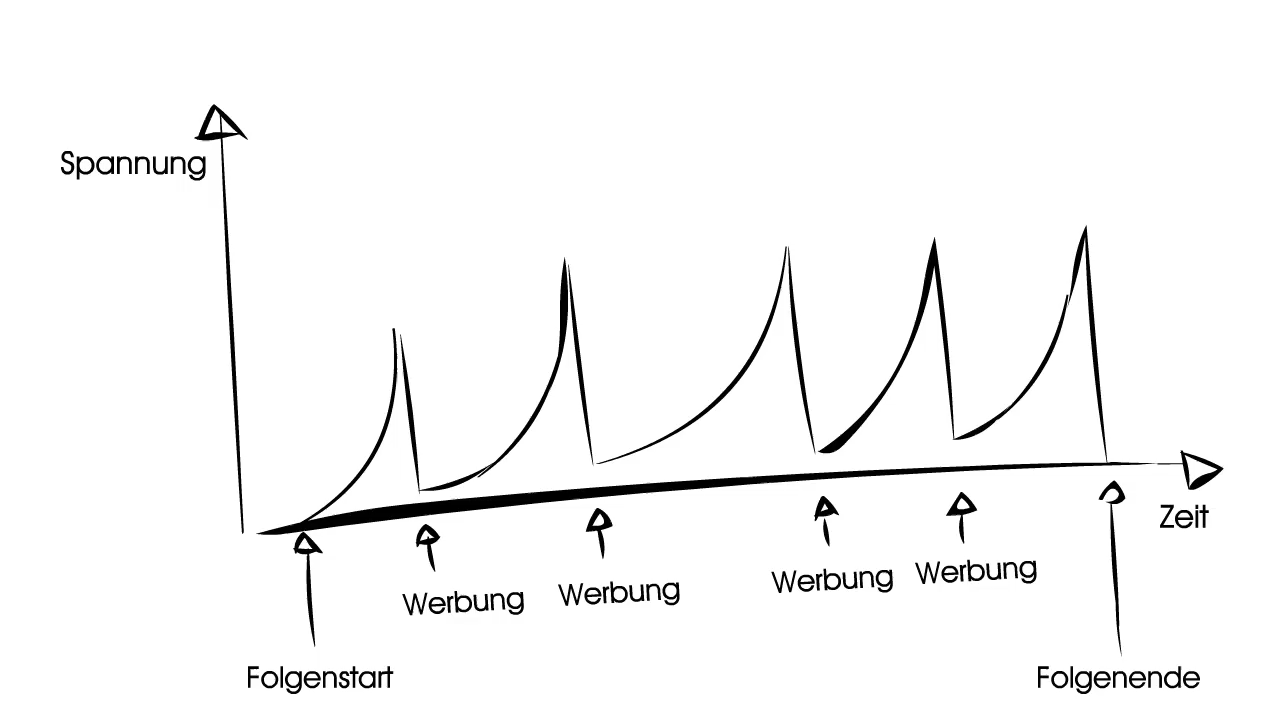 Spannung
Zeit
Werbung
Werbung
Werbung
Werbung
Folgenstart
Folgenende